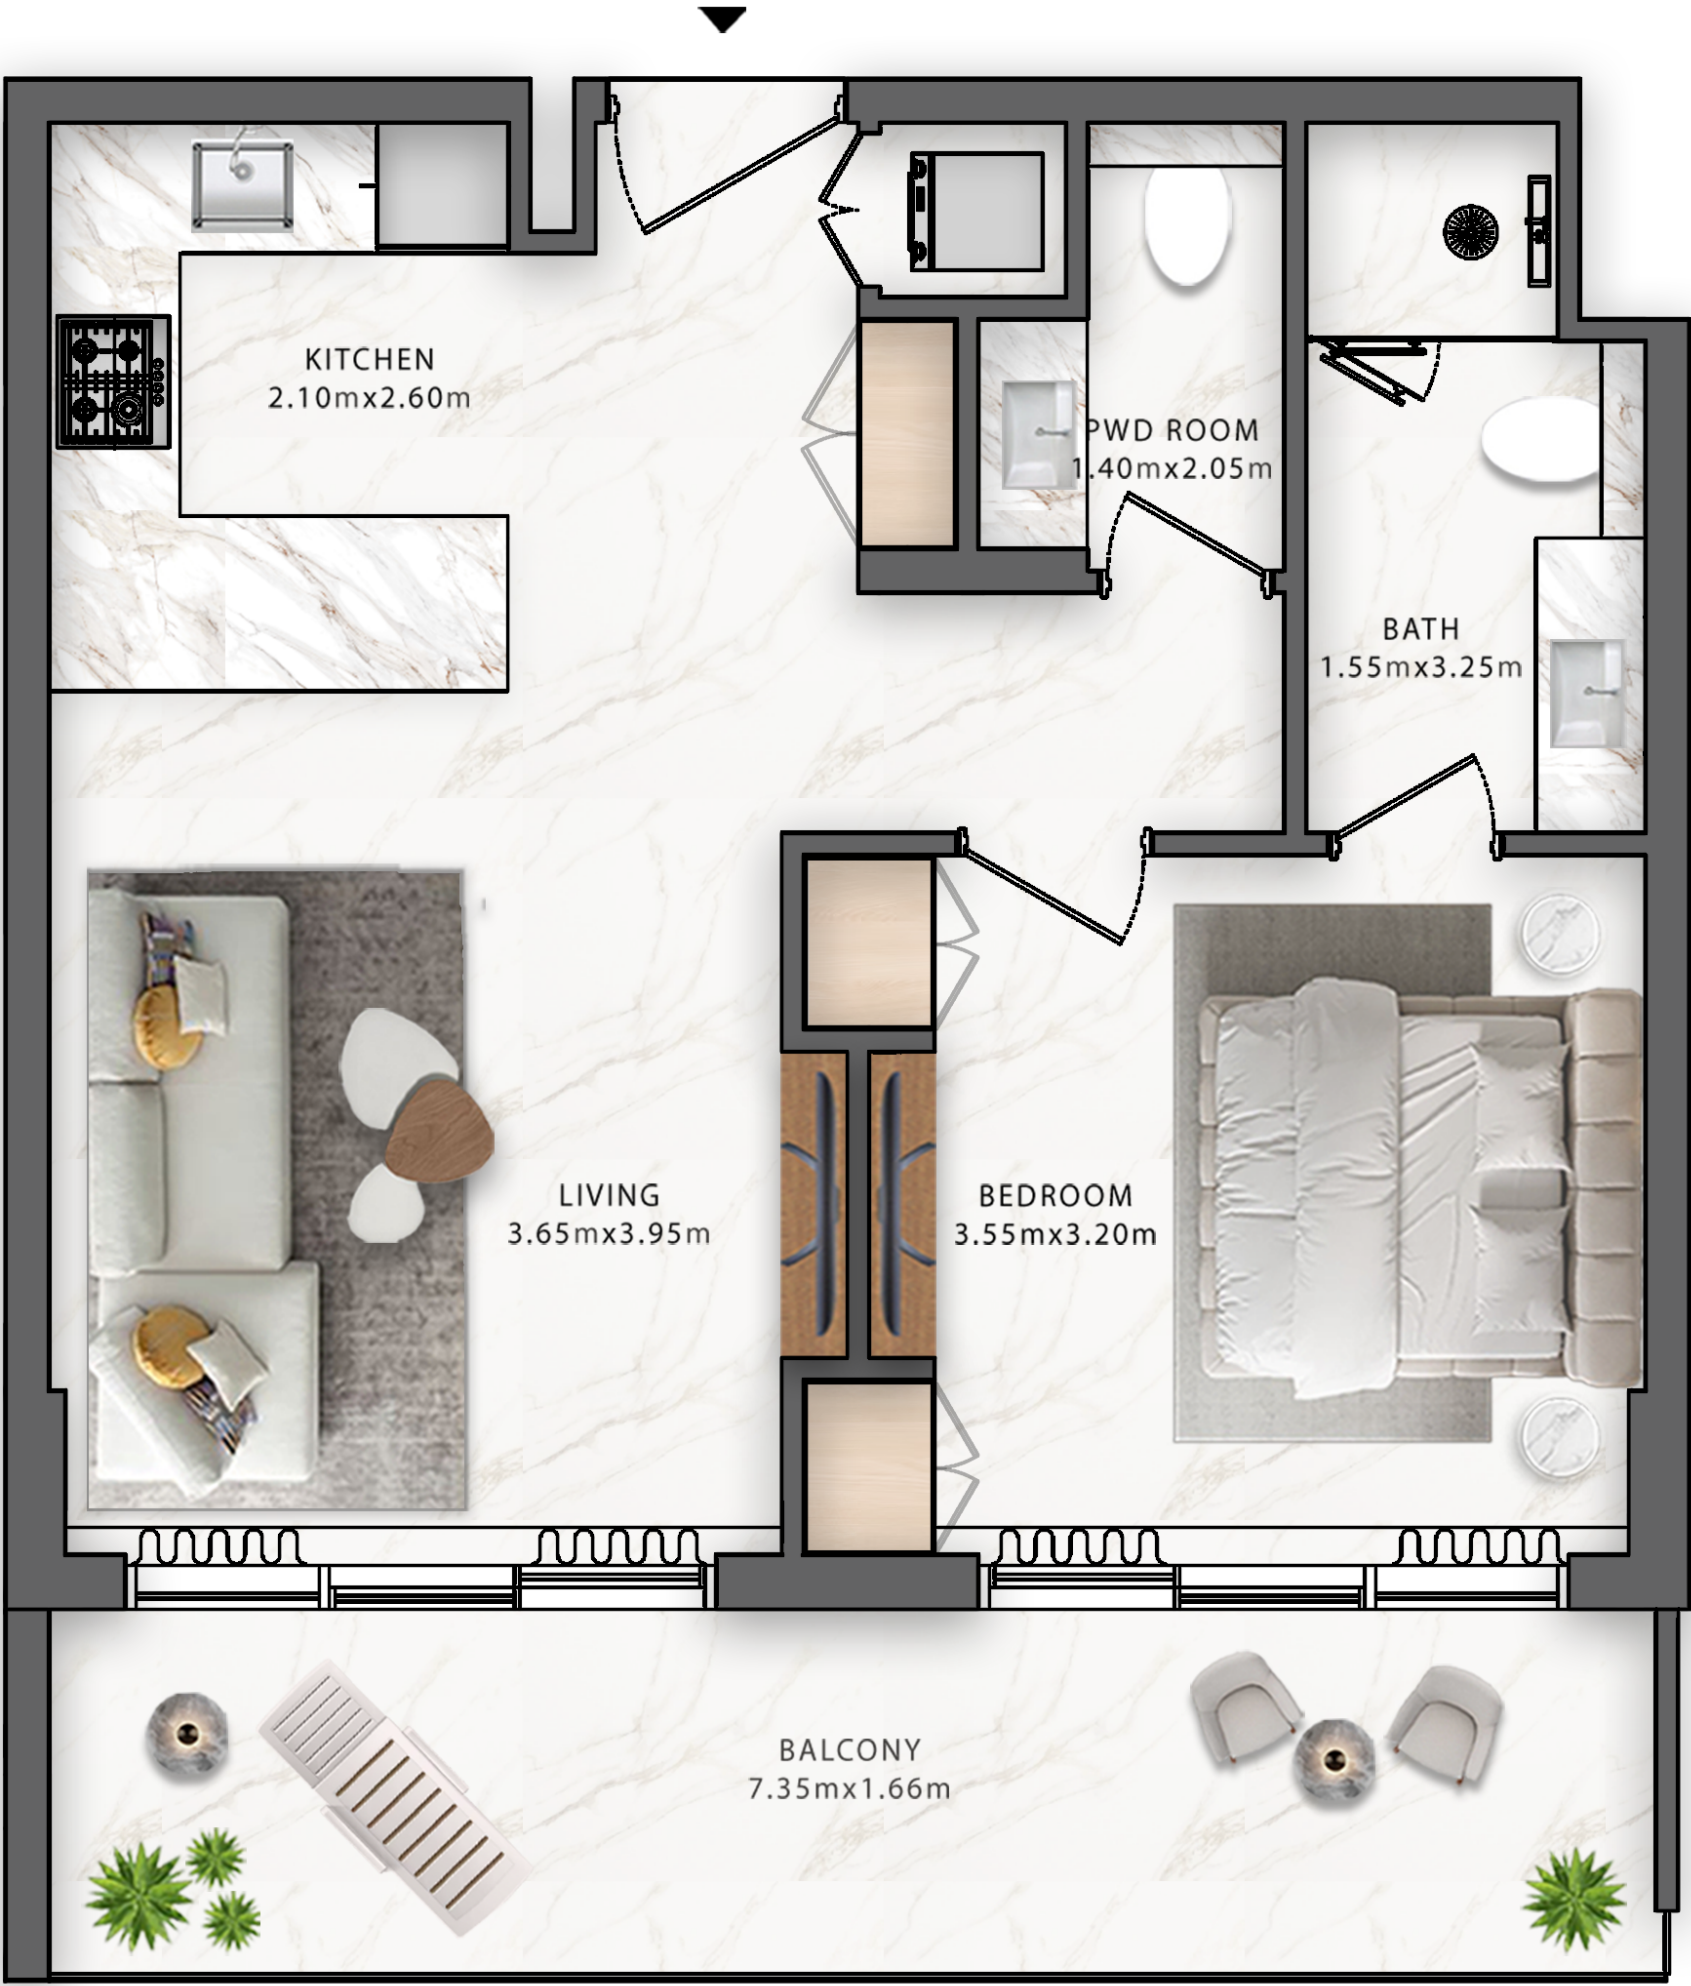 KITCHEN
2.10mx2.60m
PWD ROOM
1.40mx2.05m
BATH
1.55mx3.25m
LIVING
3.65mx3.95m
BEDROOM
3.55mx3.20m
BALCONY
7.35mx1.66m